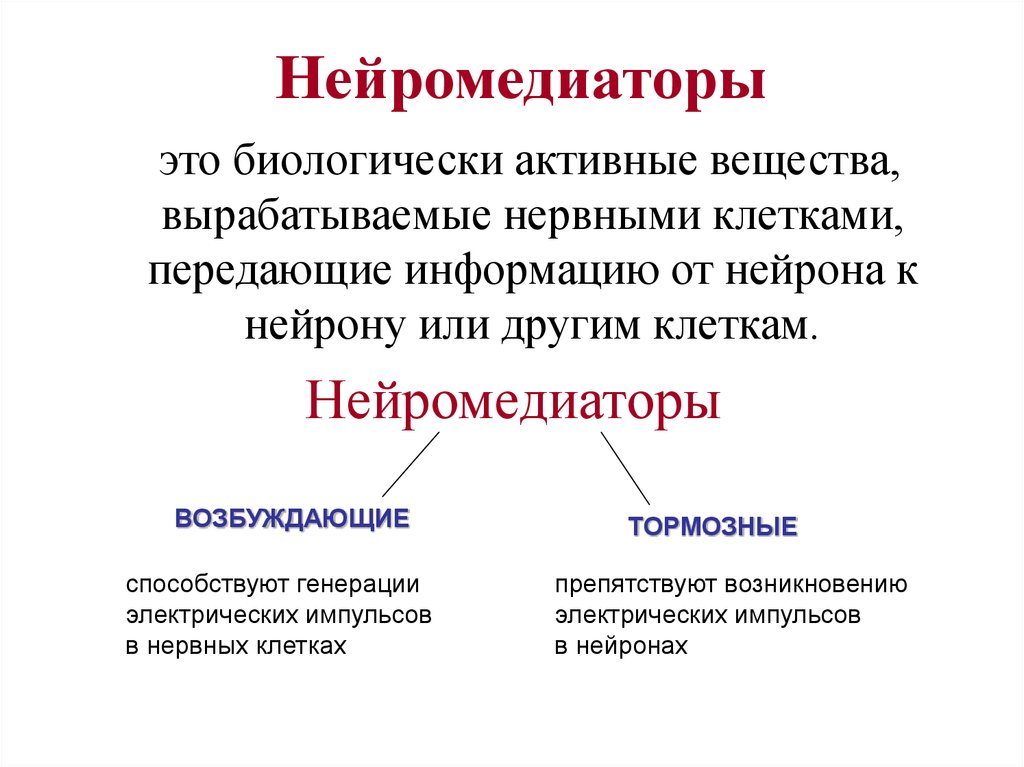 Нейромедиаторы
это биологически активные вещества,
вырабатываемые нервными клетками,
передающие информацию от нейрона к
нейрону или другим клеткам.
Нейромедиаторы
ВОЗБУЖДАЮЩИЕ
способствуют генерации
электрических импульсов
в нервных клетках
ТОРМОЗНЫЕ
препятствуют возникновению
электрических импульсов
в нейронах